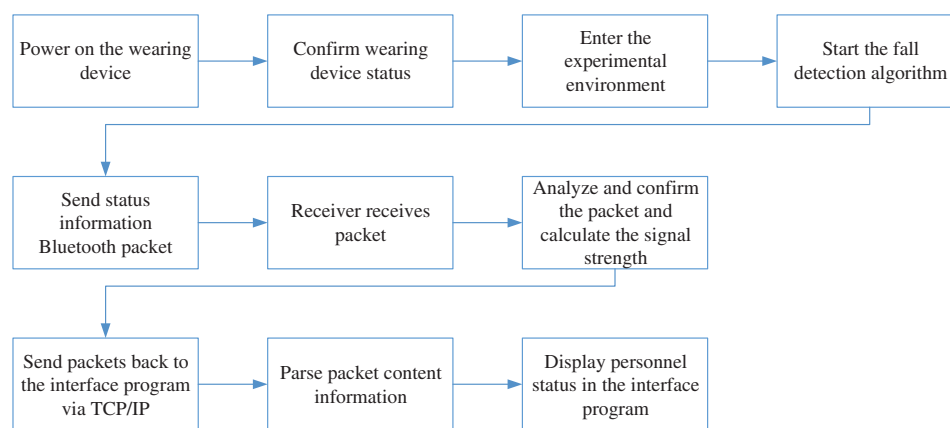 Power on the wearing
device
Confirm wearing
device status
Enter the
experimental
environment
Start the fall
detection algorithm
Send status
information
Bluetooth packet
Receiver receives
packet
Analyze and confirm
the packet and
calculate the signal
strength
Send packets back to
the interface program
via TCP/IP
Parse packet content
information
Display personnel
status in the interface
program